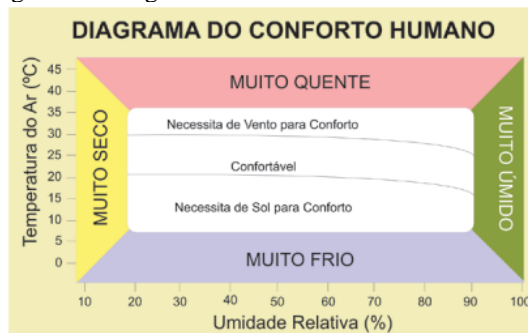 DIAGRAMA DO CONFORTO HUMANO
Temperatura do Ar (ºC)
45
40
35
30
25
20
15
10
5
0
MUITO SECO
MUITO QUENTE
Necessita de Vento para Conforto
Confortável
Necessita de Sol para Conforto
MUITO FRIO
MUITO ÚMIDO
10 20 30 40 50 60 70 80 90 100
Umidade Relativa (%)